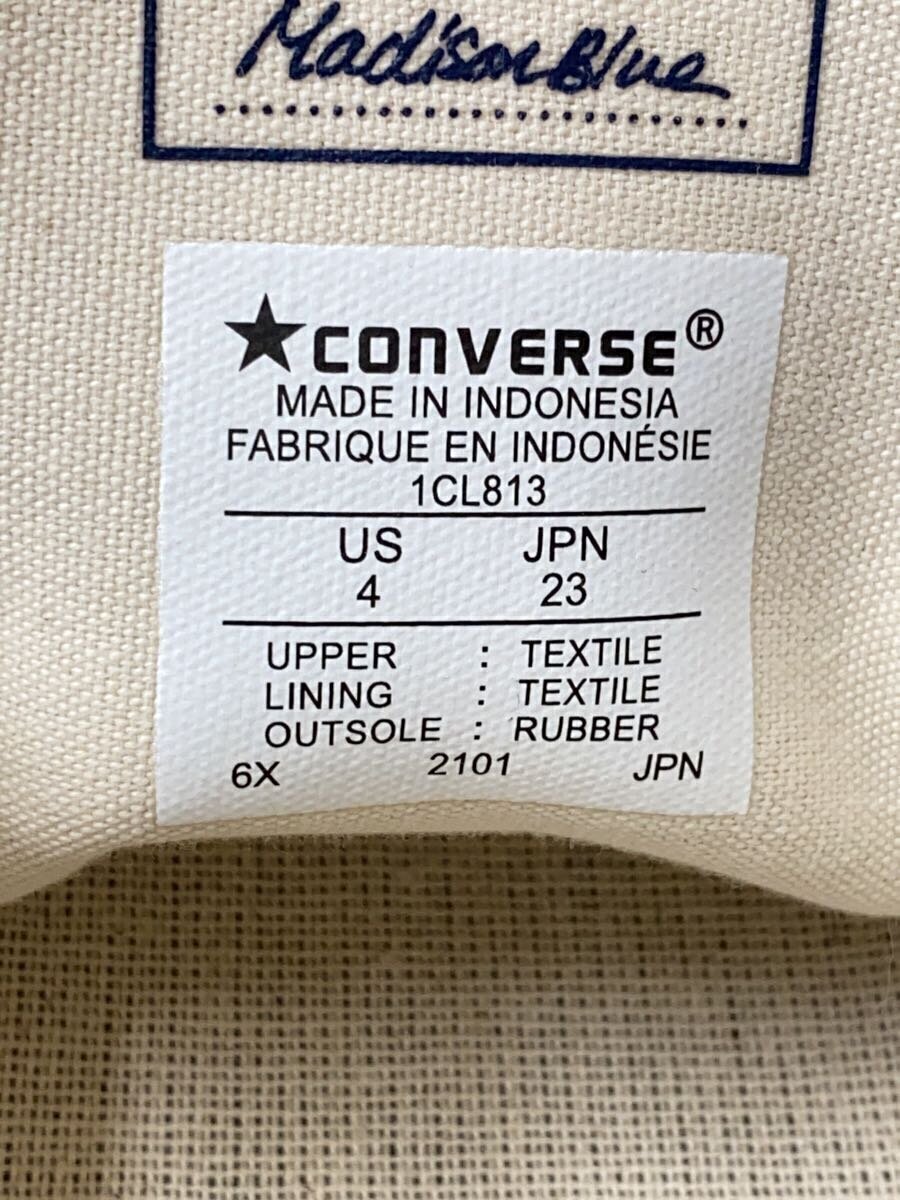 MadisonBlue
★CONVERSE®
MADE IN INDONESIA
FABRIQUE EN INDONÉSIE
1CL813
US JPN
4 23
UPPER : TEXTILE
LINING : TEXTILE
OUTSOLE : RUBBER
6X 2101 JPN